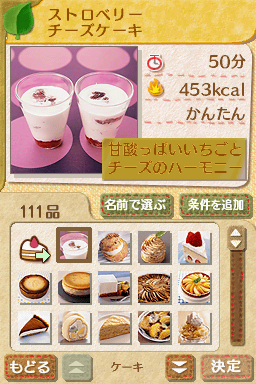 ストロベリー
チーズケーキ
50分
453kcal
かんたん
甘酸っぱいいちごと
チーズのハーモニー
111品
名前で選ぶ
条件を追加
もどる
ケーキ
決定